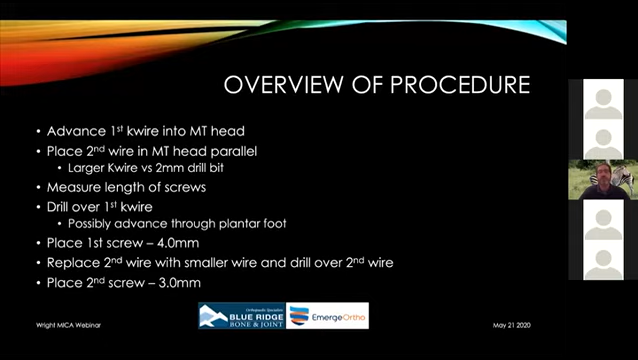 OVERVIEW OF PROCEDURE
• Advance 1st kwire into MT head
• Place 2nd wire in MT head parallel
• Larger Kwire vs 2mm drill bit
• Measure length of screws
• Drill over 1st kwire
• Possibly advance through plantar foot
• Place 1st screw – 4.0mm
• Replace 2nd wire with smaller wire and drill over 2nd wire
• Place 2nd screw – 3.0mm
Orthopaedic Specialists
BLUE RIDGE
BONE & JOINT
EmergeOrtho
Wright MICA Webinar
May 21 2020